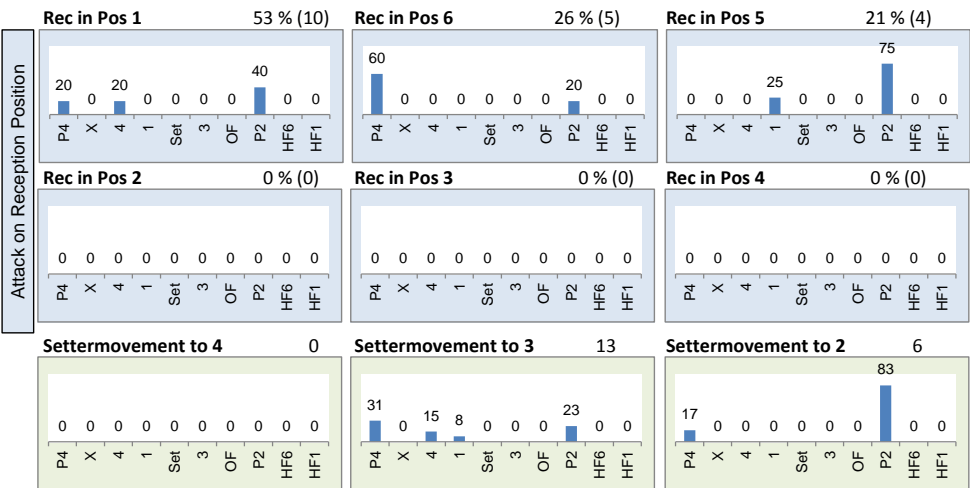 Attack on Reception Position
Rec in Pos 1 53 % (10)
20 0 20 0 0 0 0 40 0 0
P4 X 4 1 Set 3 OF P2 HF6 HF1
Rec in Pos 6 26 % (5)
60 0 0 0 0 0 0 20 0 0
P4 X 4 1 Set 3 OF P2 HF6 HF1
Rec in Pos 5 21 % (4)
0 0 0 25 0 0 0 75 0 0
P4 X 4 1 Set 3 OF P2 HF6 HF1
Rec in Pos 2 0 % (0)
0 0 0 0 0 0 0 0 0 0
P4 X 4 1 Set 3 OF P2 HF6 HF1
Rec in Pos 3 0 % (0)
0 0 0 0 0 0 0 0 0 0
P4 X 4 1 Set 3 OF P2 HF6 HF1
Rec in Pos 4 0 % (0)
0 0 0 0 0 0 0 0 0 0
P4 X 4 1 Set 3 OF P2 HF6 HF1
Settermovement to 4 0
0 0 0 0 0 0 0 0 0 0
P4 X 4 1 Set 3 OF P2 HF6 HF1
Settermovement to 3 13
31 0 15 8 0 0 0 23 0 0
P4 X 4 1 Set 3 OF P2 HF6 HF1
Settermovement to 2 6
17 0 0 0 0 0 0 83 0 0
P4 X 4 1 Set 3 OF P2 HF6 HF1